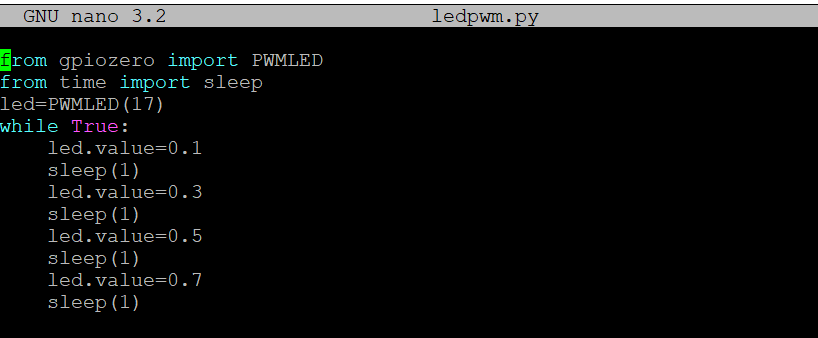 GNU nano 3.2 ledpwm.py
from gpiozero import PWMLED
from time import sleep
led=PWMLED(17)
while True:
    led.value=0.1
    sleep(1)
    led.value=0.3
    sleep(1)
    led.value=0.5
    sleep(1)
    led.value=0.7
    sleep(1)